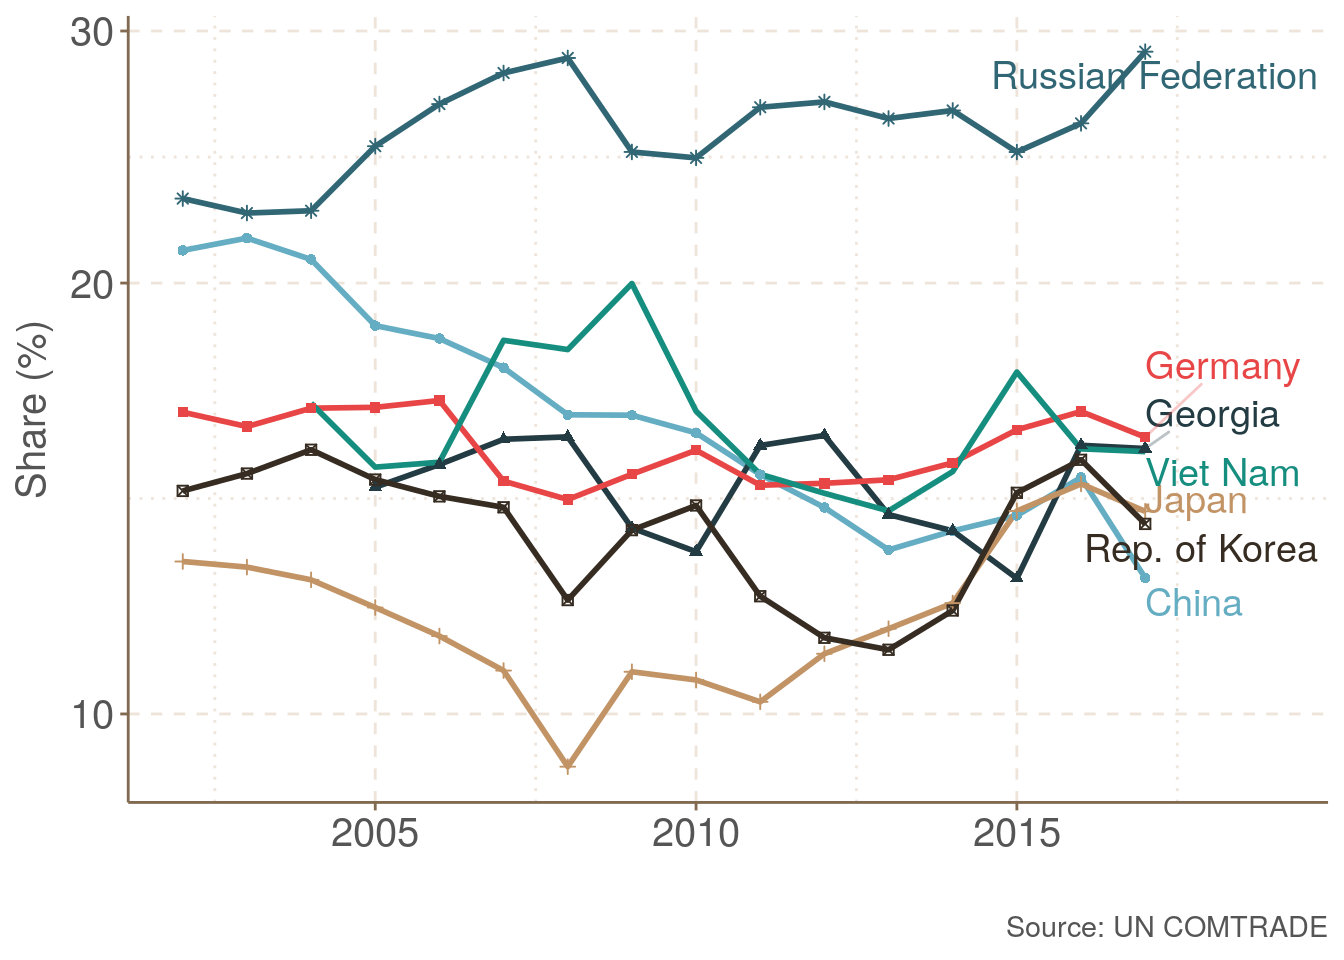 30
20
10
Share (%)
Russian Federation
Germany
Georgia
Viet Nam
Japan
Rep. of Korea
China
2005
2010
2015
Source: UN COMTRADE